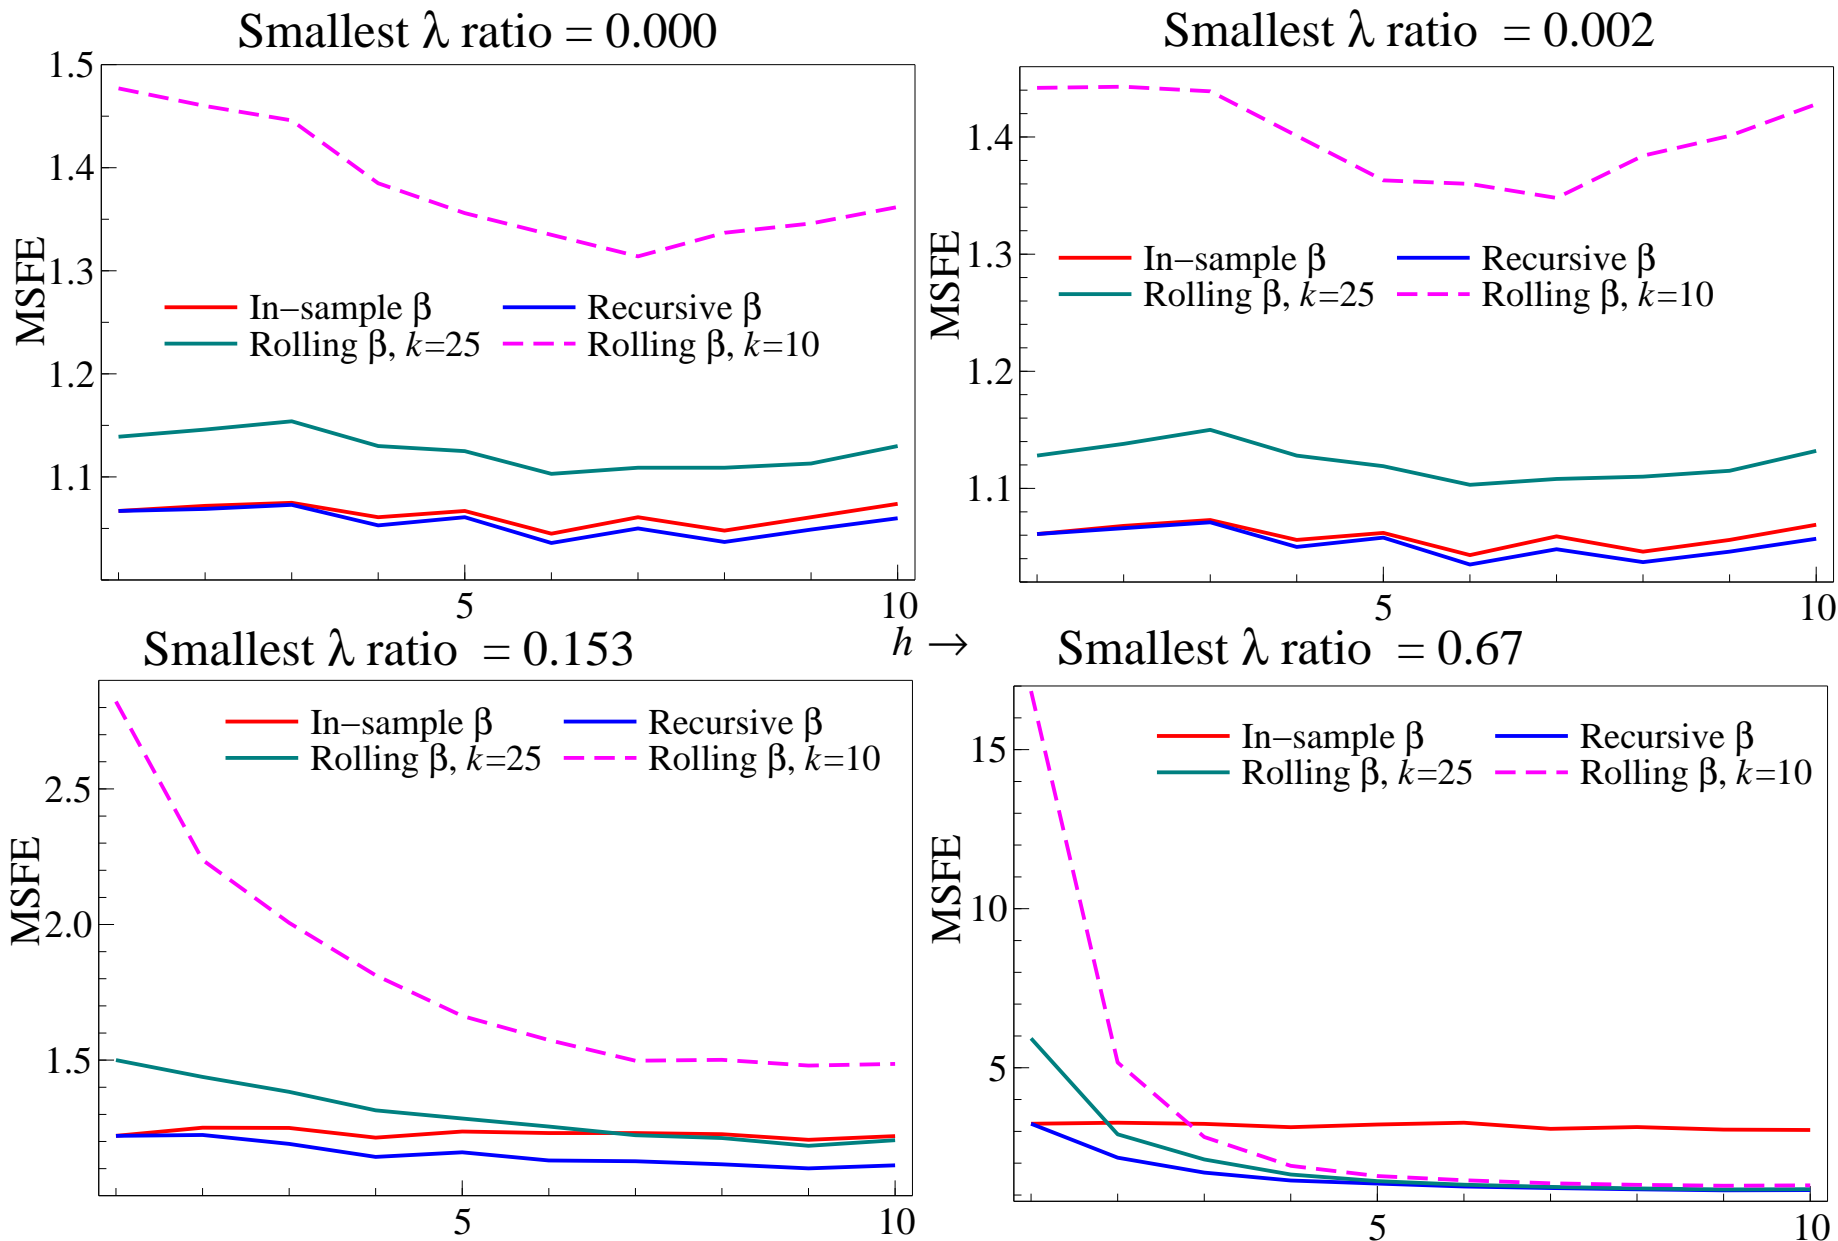 Smallest λ ratio = 0.000
1.5
1.4
1.3
1.2
1.1
MSFE
In−sample β
Recursive β
Rolling β, k=25
Rolling β, k=10
5
10
Smallest λ ratio = 0.002
1.4
1.3
1.2
1.1
MSFE
In−sample β
Recursive β
Rolling β, k=25
Rolling β, k=10
5
10
h →
Smallest λ ratio = 0.153
2.5
2.0
1.5
MSFE
In−sample β
Recursive β
Rolling β, k=25
Rolling β, k=10
5
10
Smallest λ ratio = 0.67
15
10
5
MSFE
In−sample β
Recursive β
Rolling β, k=25
Rolling β, k=10
5
10